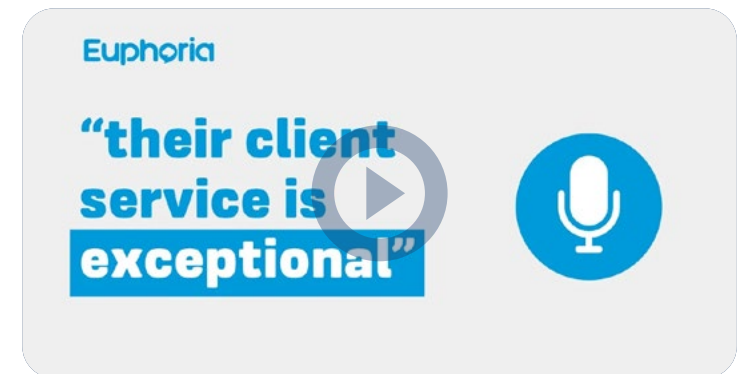 Euphoria
“their client
service is
exceptional”